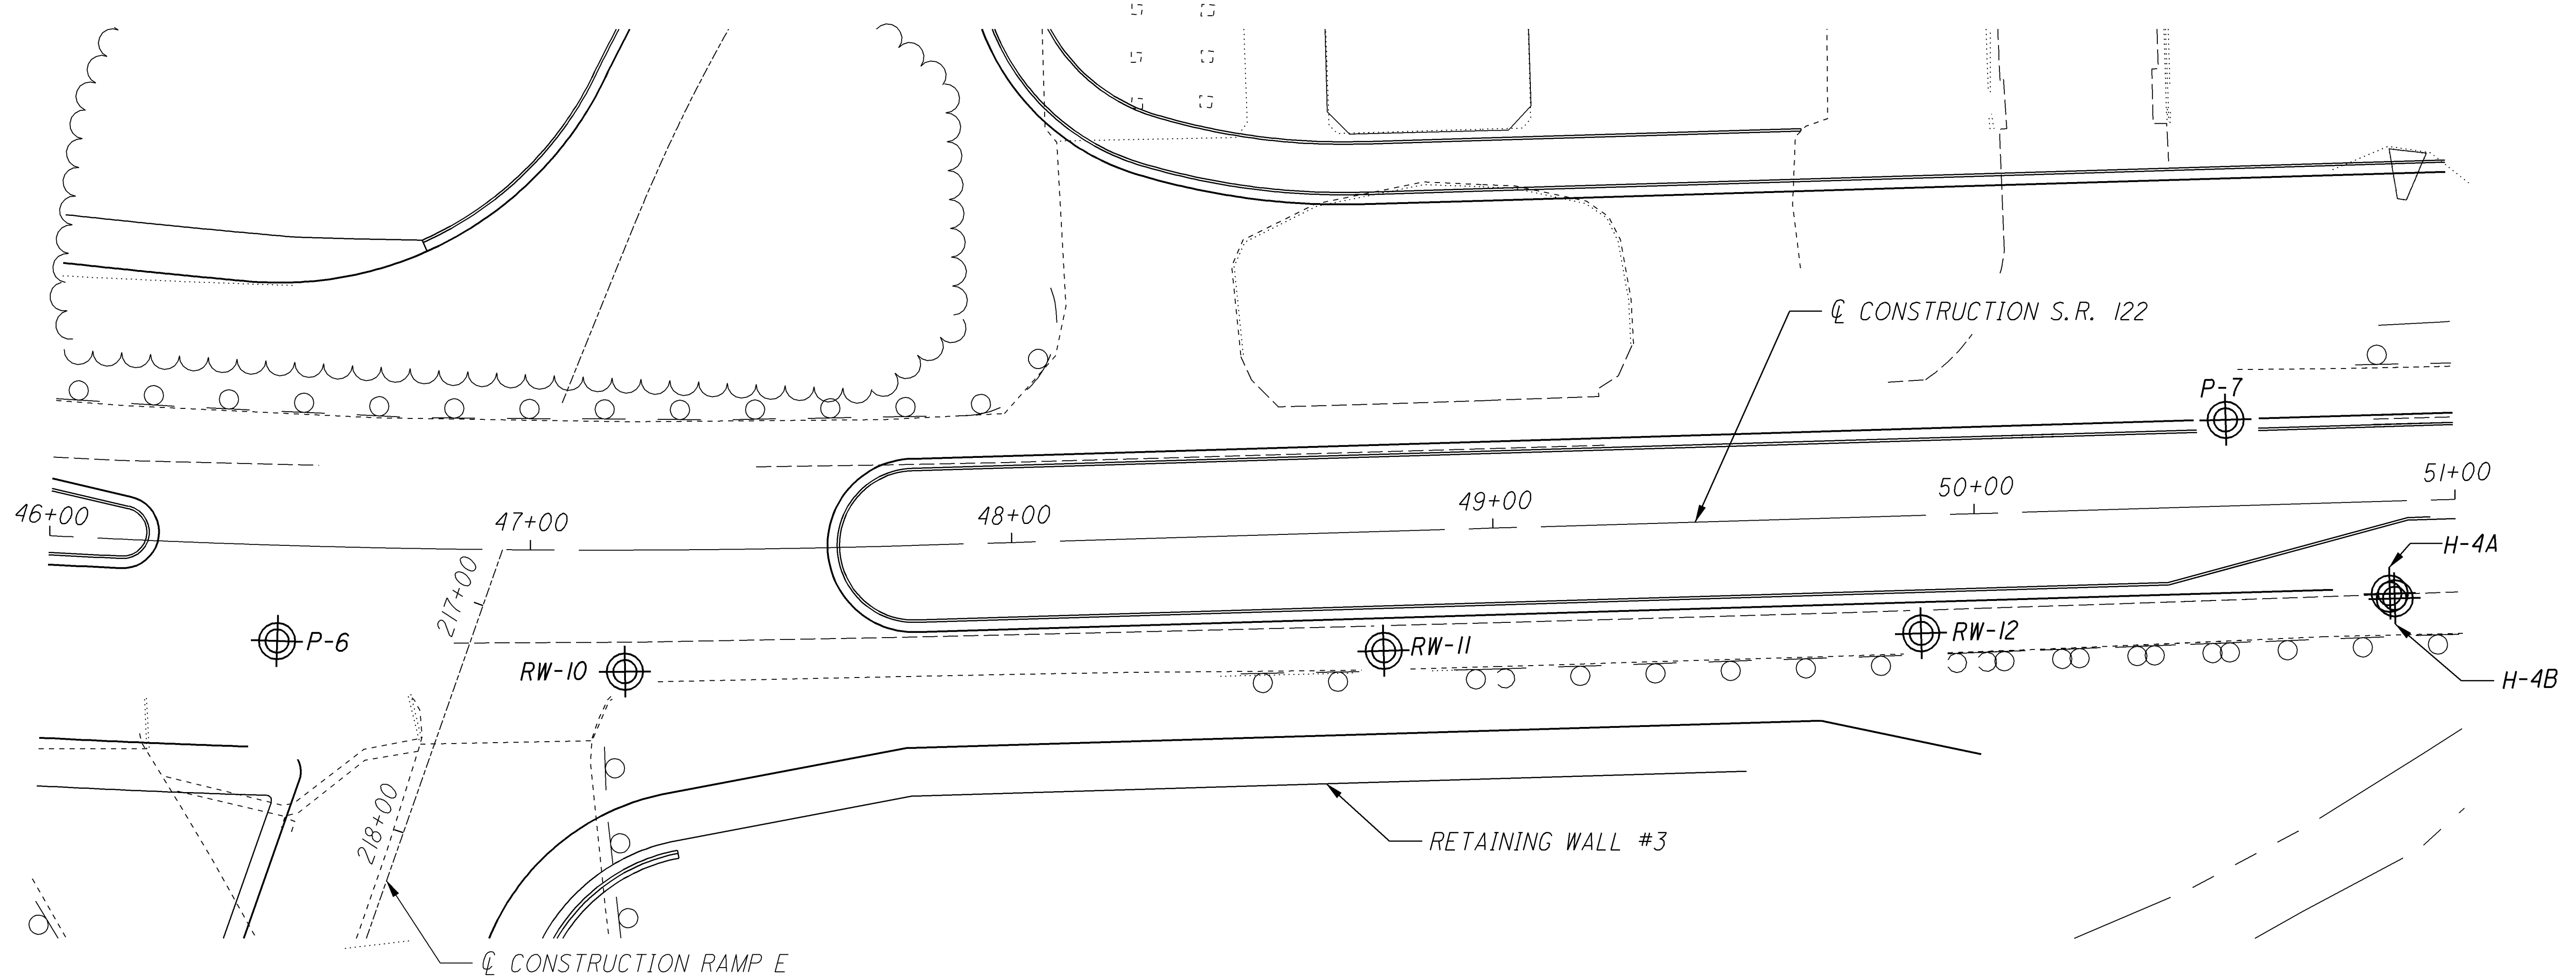 ℄ CONSTRUCTION S.R. 122
P-7
46+00
47+00
48+00
49+00
50+00
51+00
H-4A
217+00
P-6
RW-10
RW-11
RW-12
H-4B
218+00
RETAINING WALL #3
℄ CONSTRUCTION RAMP E